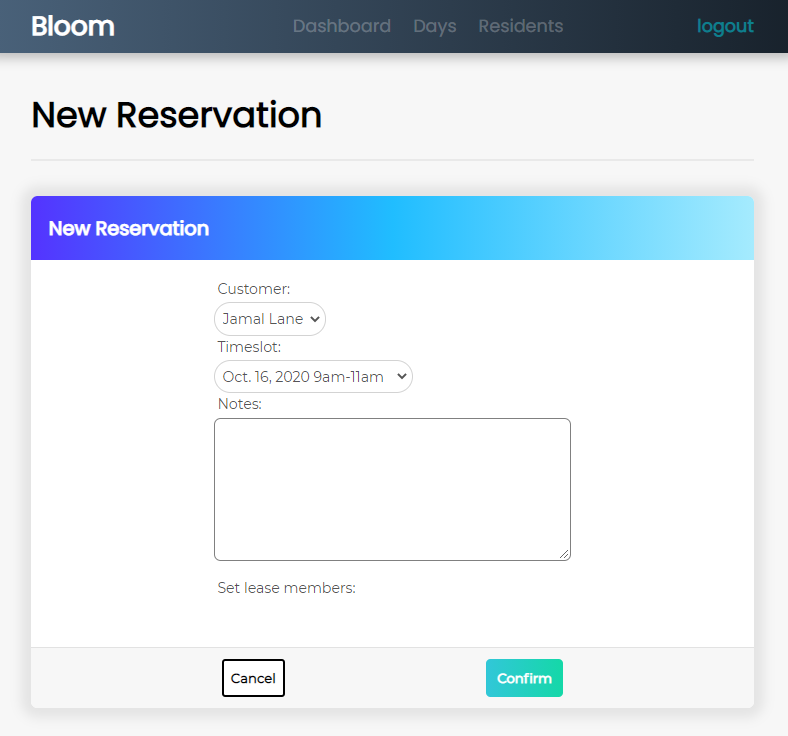 Bloom Dashboard Days Residents logout
New Reservation
New Reservation
Customer:
Jamal Lane
Timeslot:
Oct. 16, 2020 9am-11am
Notes:
Set lease members:
Cancel Confirm